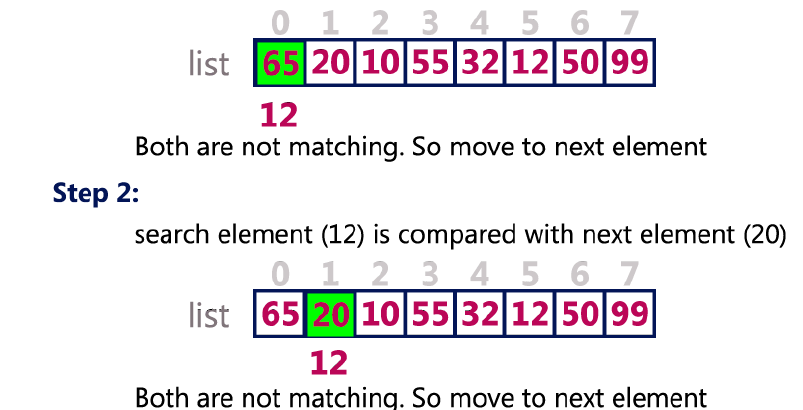 0 1 2 3 4 5 6 7
list 65 20 10 55 32 12 50 99
12
Both are not matching. So move to next element
Step 2:
search element (12) is compared with next element (20)
0 1 2 3 4 5 6 7
list 65 20 10 55 32 12 50 99
12
Both are not matching. So move to next element